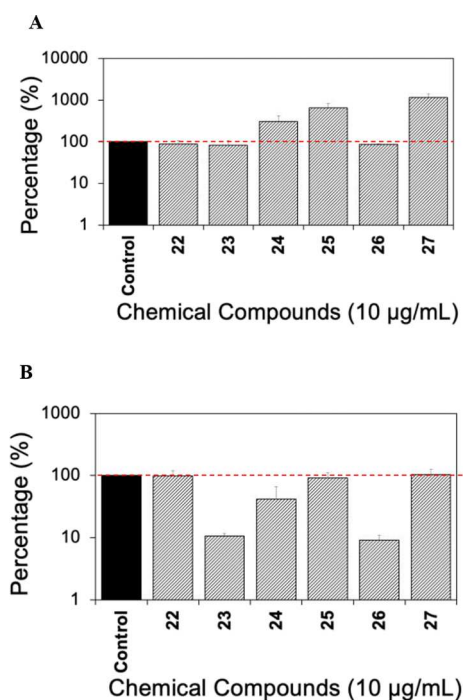 A
Percentage (%)
10000
1000
100
10
1
Control
22
23
24
25
26
27
Chemical Compounds (10 µg/mL)
B
Percentage (%)
1000
100
10
1
Control
22
23
24
25
26
27
Chemical Compounds (10 µg/mL)